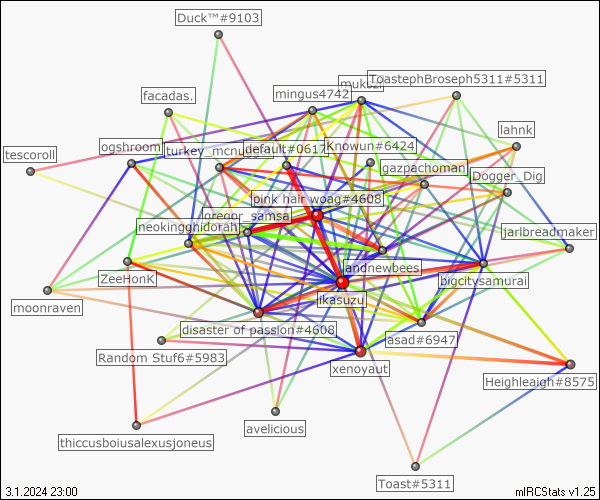 Duck™#9103
ToastephBroseph5311#5311
mingus4742
facadas.
lahnk
ogshroom
default#0617
Knowun#6424
tescoroll
gazpachoman
Dogger_Dig
pink hair woag#4608
gregor_samsa
neokingghidorah
jarlbreadmaker
andnewbees
ZeeHonK
bigcitysamurai
ikasuzu
moonraven
disaster of passion#4608
asad#6947
Random Stuf6#5983
xenoyaut
Heighleaigh#8575
avelicious
thiccusboiusalexusjoneus
Toast#5311
3.1.2024 23:00
mIRCStats v1.25